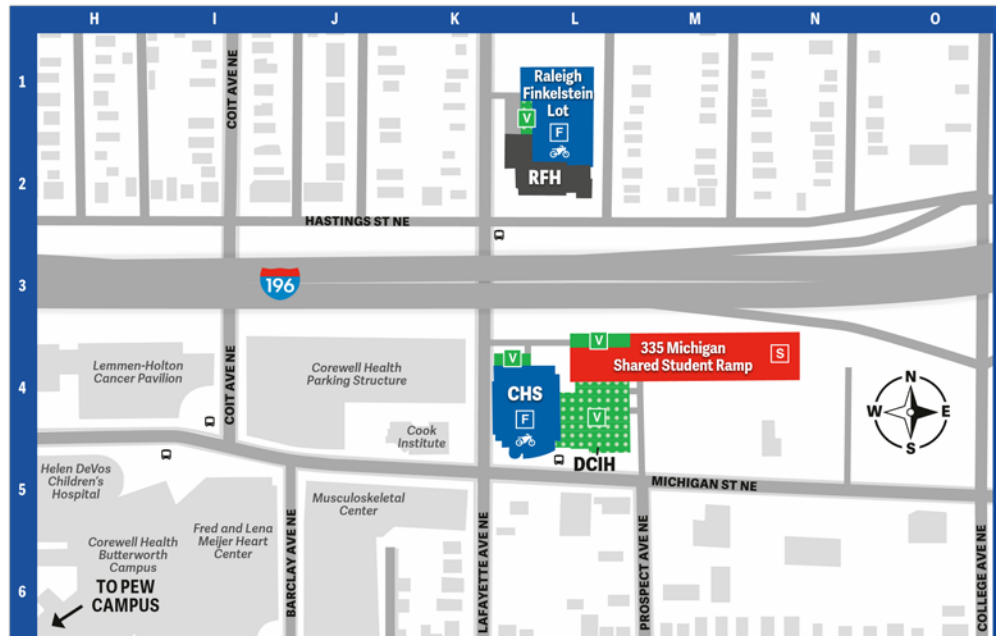 H I J K L M N O
1
2
3
4
5
6
COIT AVE NE
Raleigh
Finkelstein
Lot
V
F
RFH
HASTINGS ST NE
196
COIT AVE NE
Lemmen-Holton
Cancer Pavilion
Corewell Health
Parking Structure
Cook
Institute
V
V
335 Michigan
Shared Student Ramp
S
CHS
F
V
DCIH
N
W E
S
MICHIGAN ST NE
Helen DeVos
Children's
Hospital
Corewell Health
Butterworth
Campus
Fred and Lena
Meijer Heart
Center
Musculoskeletal
Center
BARCLAY AVE NE
LAFAYETTE AVE NE
PROSPECT AVE NE
COLLEGE AVE NE
TO PEW
CAMPUS